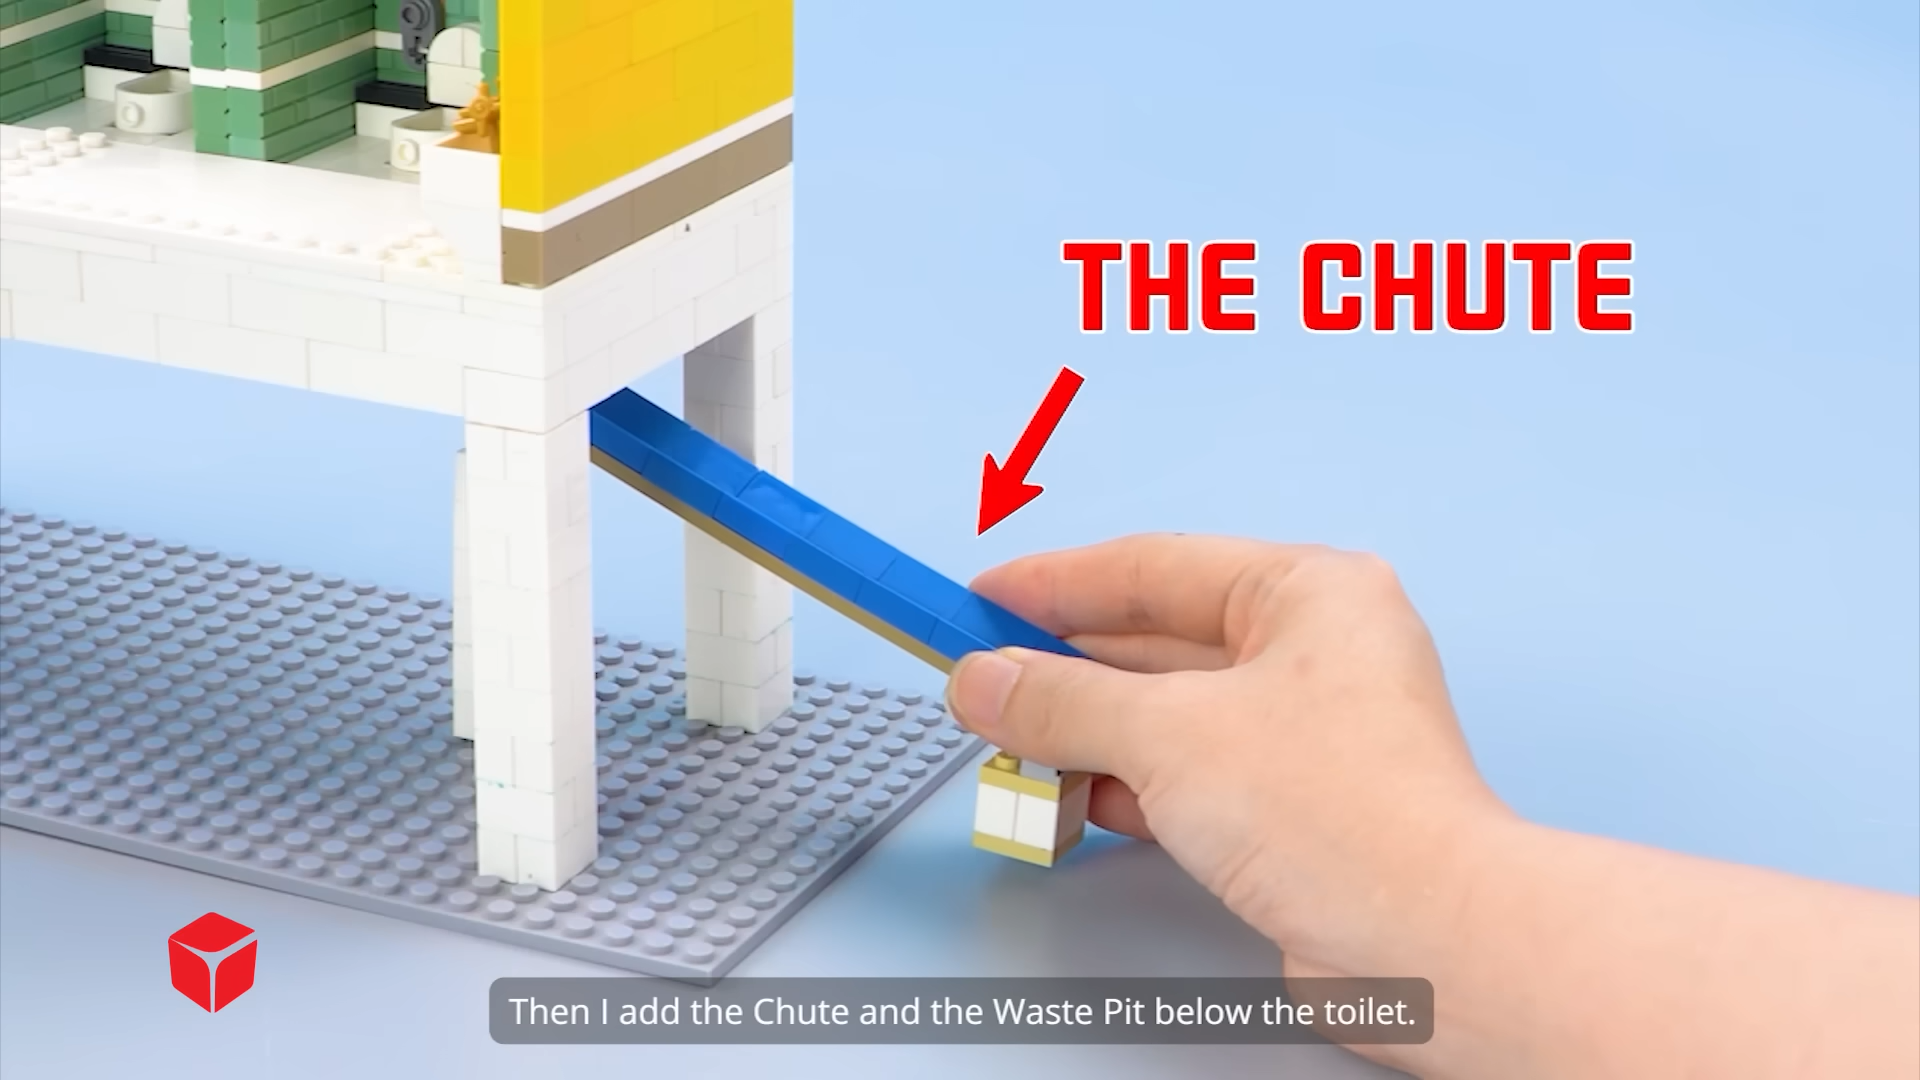 THE CHUTE
Then I add the Chute and the Waste Pit below the toilet.